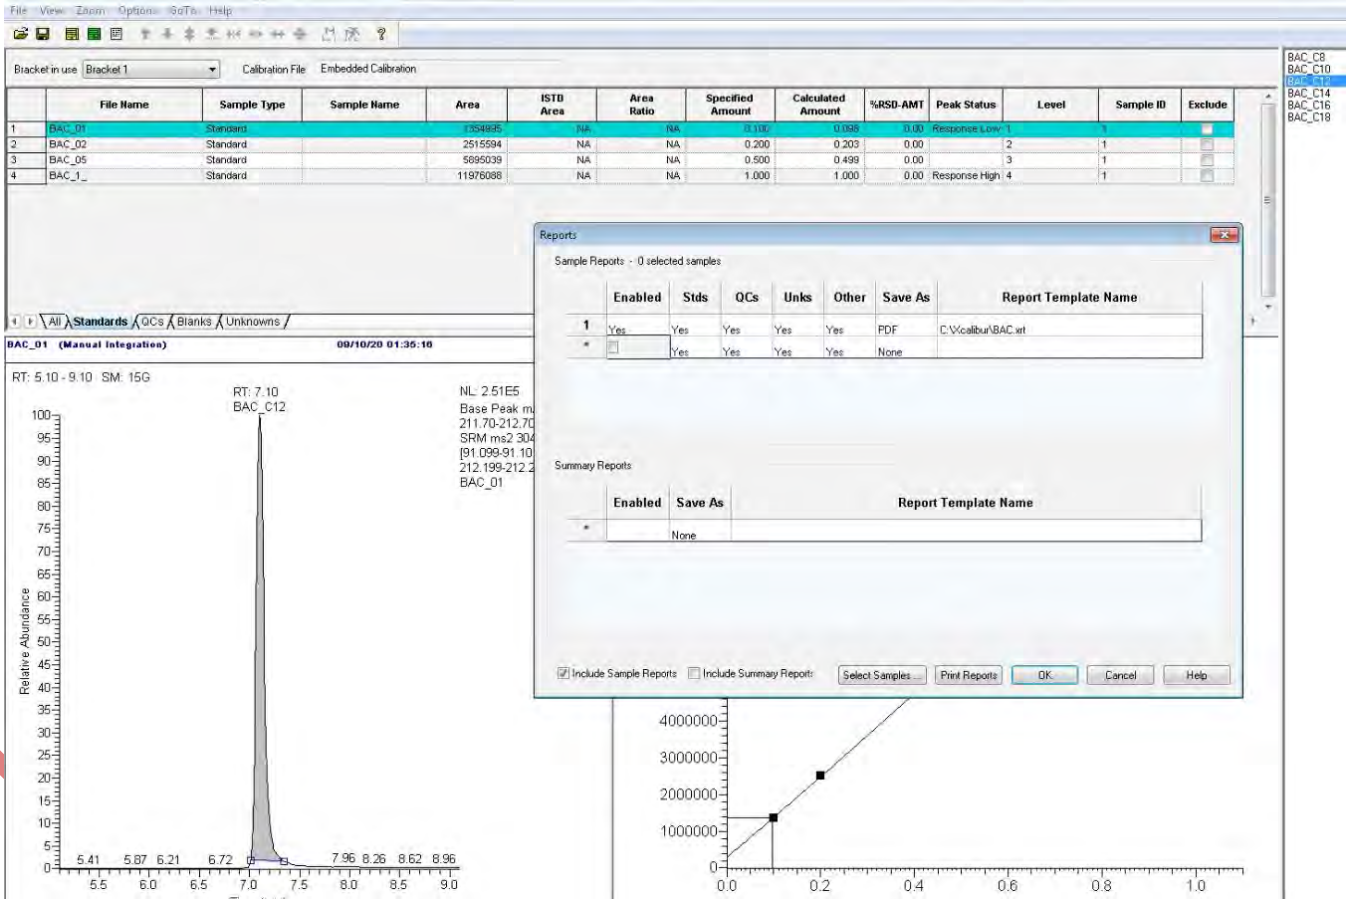 File View Zoom Options GoTo Help
?
Bracket in use Bracket 1 Calibration File Embedded Calibration
File Name Sample Type Sample Name Area ISTD Area Area Ratio Specified Amount Calculated Amount %RSD-AMT Peak Status Level Sample ID Exclude
1 BAC_01 Standard 1354995 NA NA 0.100 0.098 0.00 Response Low 1 1
2 BAC_02 Standard 2515594 NA NA 0.200 0.203 0.00 2 1
3 BAC_05 Standard 5895039 NA NA 0.500 0.499 0.00 3 1
4 BAC_1_ Standard 11976088 NA NA 1.000 1.000 0.00 Response High 4 1
BAC_C8
BAC_C10
BAC_C12
BAC_C14
BAC_C16
BAC_C18
All Standards QCs Blanks Unknowns
BAC_01 (Manual Integration) 09/10/20 01:35:16
RT: 5.10 - 9.10 SM: 15G
RT: 7.10
BAC_C12
NL: 2.51E5
Base Peak m
211.70-212.70
SRM ms2 304
[91.099-91.10
212.199-212.2
BAC_01
100
95
90
85
80
75
70
65
60
55
50
45
40
35
30
25
20
15
10
5
0
Relative Abundance
5.41 5.87 6.21 6.72 7.96 8.26 8.62 8.96
5.5 6.0 6.5 7.0 7.5 8.0 8.5 9.0
Reports
Sample Reports - 0 selected samples
Enabled Stds QCs Unks Other Save As Report Template Name
1 Yes Yes Yes Yes Yes PDF C:\Xcalibur\BAC.xrt
* Yes Yes Yes Yes None
Summary Reports
Enabled Save As Report Template Name
* None
Include Sample Reports Include Summary Reports Select Samples ... Print Reports OK Cancel Help
4000000
3000000
2000000
1000000
0
0.0 0.2 0.4 0.6 0.8 1.0